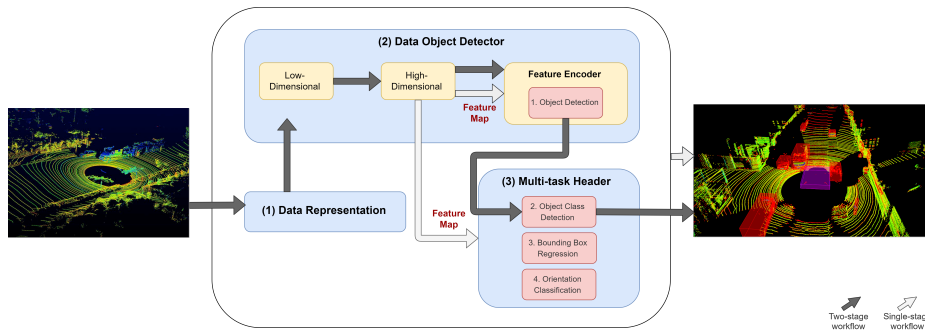 (2) Data Object Detector
Low-
Dimensional
High-
Dimensional
Feature Encoder
1. Object Detection
Feature
Map
(1) Data Representation
Feature
Map
(3) Multi-task Header
2. Object Class
Detection
3. Bounding Box
Regression
4. Orientation
Classification
Two-stage
workflow
Single-stag
workflow